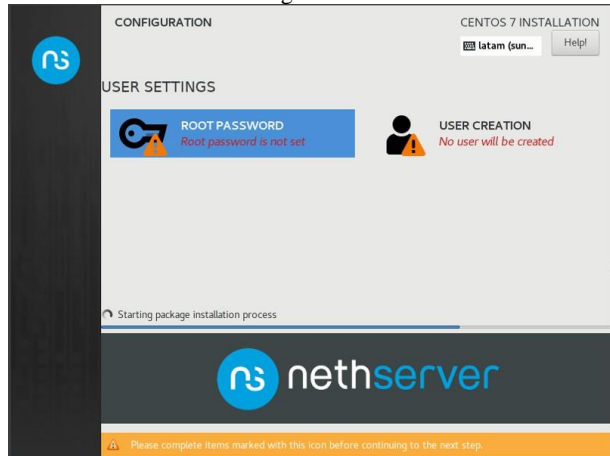 CONFIGURATION
CENTOS 7 INSTALLATION
latam (sun...
Help!
ns
USER SETTINGS
ROOT PASSWORD
Root password is not set
USER CREATION
No user will be created
Starting package installation process
ns nethserver
Please complete items marked with this icon before continuing to the next step.